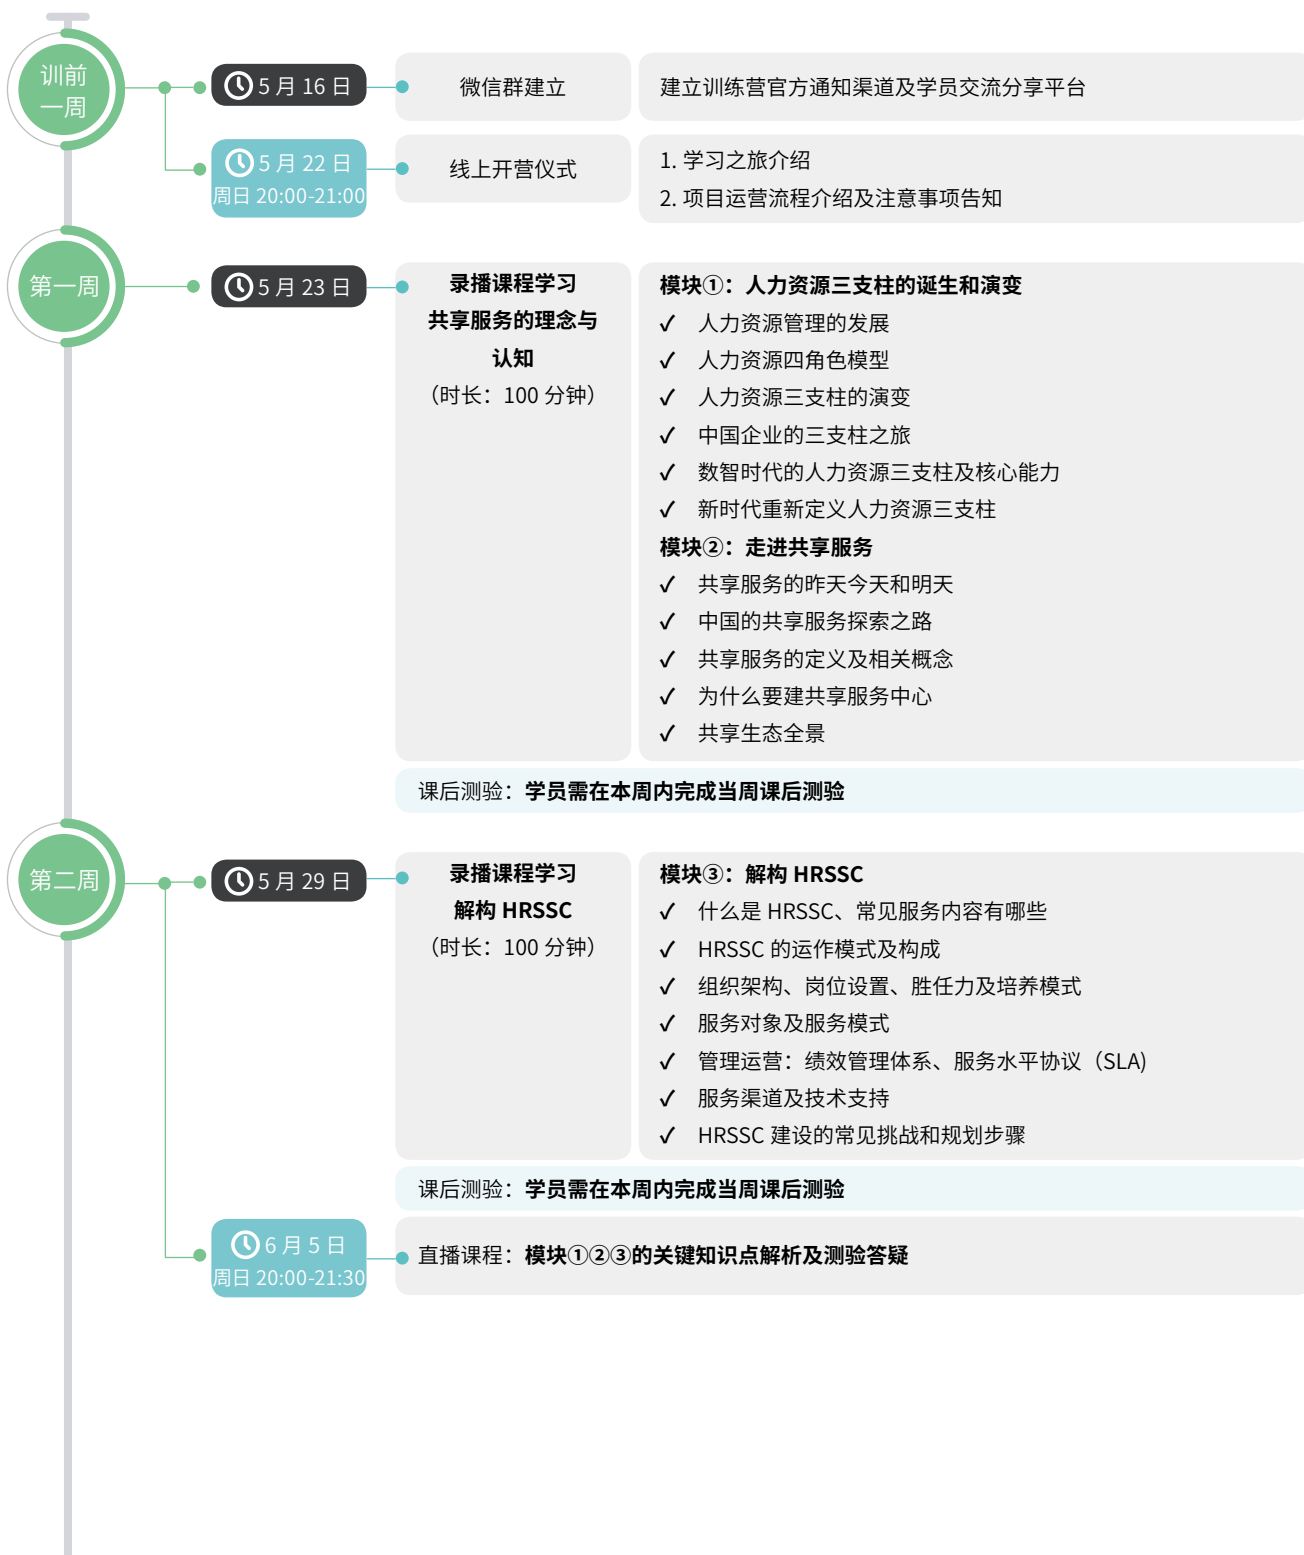 训前
一周
5 月 16 日
微信群建立
建立训练营官方通知渠道及学员交流分享平台
5 月 22 日
周日 20:00-21:00
线上开营仪式
1. 学习之旅介绍
2. 项目运营流程介绍及注意事项告知
第一周
5 月 23 日
录播课程学习
共享服务的理念与
认知
（时长：100 分钟）
模块①：人力资源三支柱的诞生和演变
✓ 人力资源管理的发展
✓ 人力资源四角色模型
✓ 人力资源三支柱的演变
✓ 中国企业的三支柱之旅
✓ 数智时代的人力资源三支柱及核心能力
✓ 新时代重新定义人力资源三支柱
模块②：走进共享服务
✓ 共享服务的昨天今天和明天
✓ 中国的共享服务探索之路
✓ 共享服务的定义及相关概念
✓ 为什么要建共享服务中心
✓ 共享生态全景
课后测验：学员需在本周内完成当周课后测验
第二周
5 月 29 日
录播课程学习
解构 HRSSC
（时长：100 分钟）
模块③：解构 HRSSC
✓ 什么是 HRSSC、常见服务内容有哪些
✓ HRSSC 的运作模式及构成
✓ 组织架构、岗位设置、胜任力及培养模式
✓ 服务对象及服务模式
✓ 管理运营：绩效管理体系、服务水平协议（SLA)
✓ 服务渠道及技术支持
✓ HRSSC 建设的常见挑战和规划步骤
课后测验：学员需在本周内完成当周课后测验
6 月 5 日
周日 20:00-21:30
直播课程：模块①②③的关键知识点解析及测验答疑